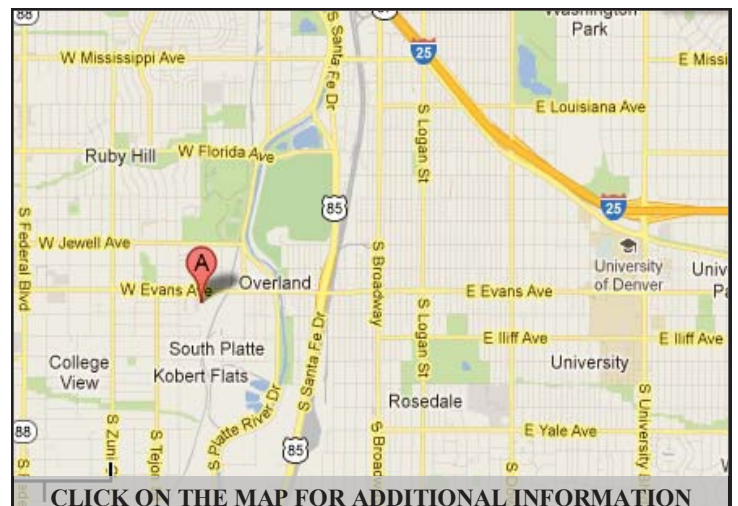 88
Washington
Park
S Santa Fe Dr
25
W Mississippi Ave
E Missi
E Louisiana Ave
S Logan St
Ruby Hill
W Florida Ave
85
25
S Federal Blvd
W Jewell Ave
S Broadway
University
of Denver
Univ
A
W Evans Ave
Overland
E Evans Ave
S Santa Fe Dr
S Logan St
E Iliff Ave
E Iliff Ave
South Platte
College
View
Kobert Flats
University
Rosedale
S University Bl
88
S Zuni
S Tejon
S Platte River Dr
85
S Broadw
E Yale Ave
CLICK ON THE MAP FOR ADDITIONAL INFORMATION